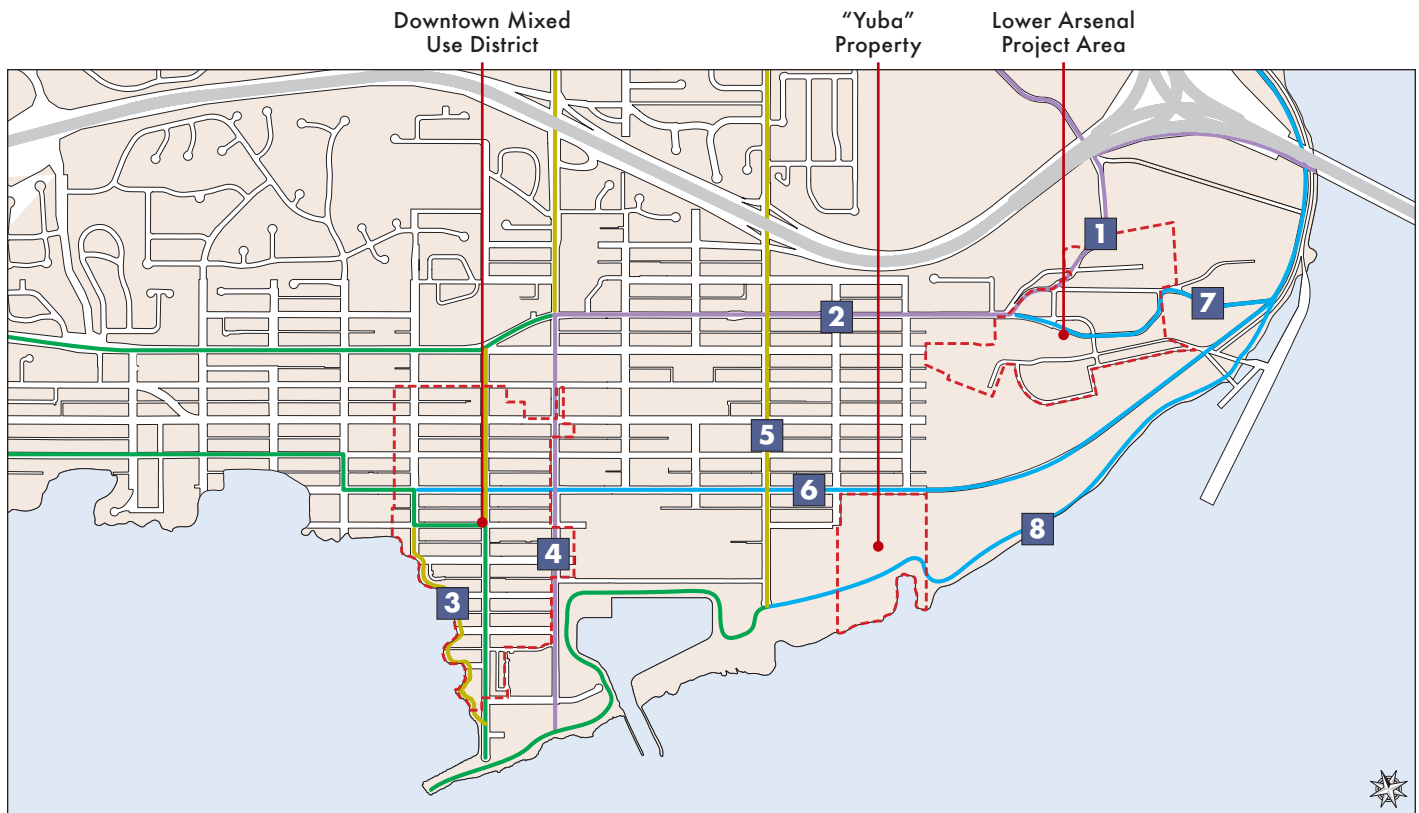 Downtown Mixed
Use District
“Yuba”
Property
Lower Arsenal
Project Area
1
2
7
5
6
8
4
3